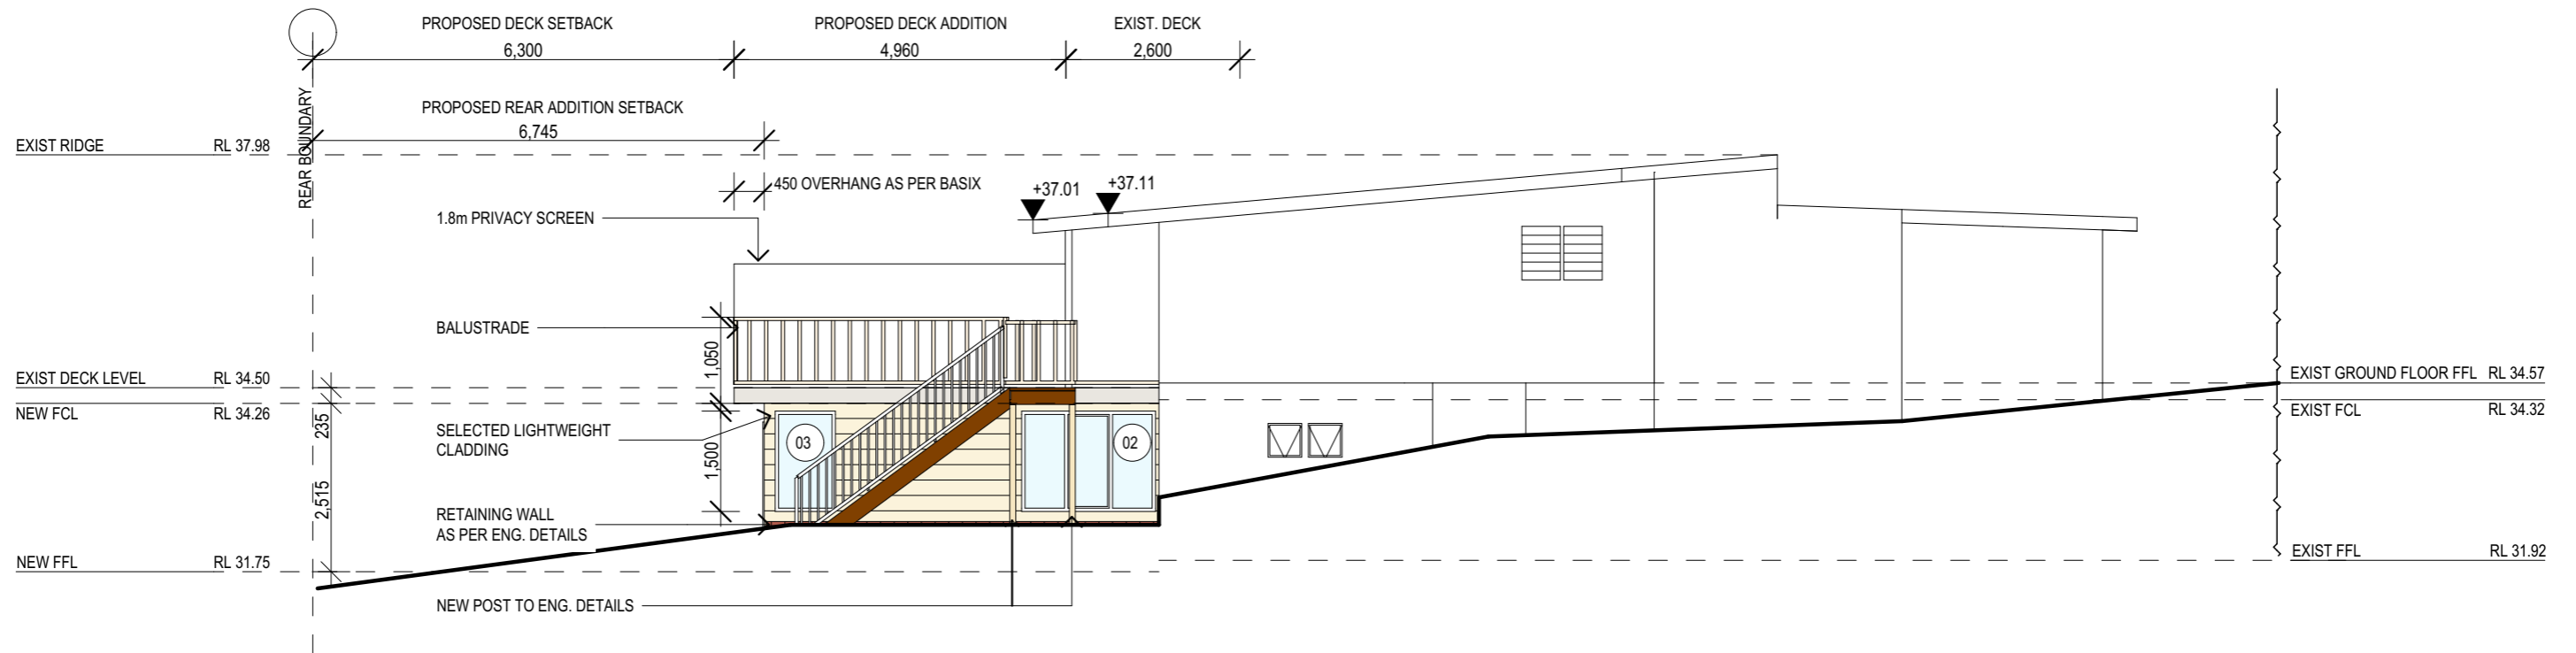 PROPOSED DECK SETBACK
6,300
PROPOSED DECK ADDITION
4,960
EXIST. DECK
2,600
REAR BOUNDARY
PROPOSED REAR ADDITION SETBACK
6,745
EXIST RIDGE RL 37.98
450 OVERHANG AS PER BASIX
+37.01
+37.11
1.8m PRIVACY SCREEN
BALUSTRADE
1,050
EXIST DECK LEVEL RL 34.50
EXIST GROUND FLOOR FFL RL 34.57
NEW FCL RL 34.26
EXIST FCL RL 34.32
235
SELECTED LIGHTWEIGHT
CLADDING
03
02
1,500
2,515
RETAINING WALL
AS PER ENG. DETAILS
NEW FFL RL 31.75
EXIST FFL RL 31.92
NEW POST TO ENG. DETAILS